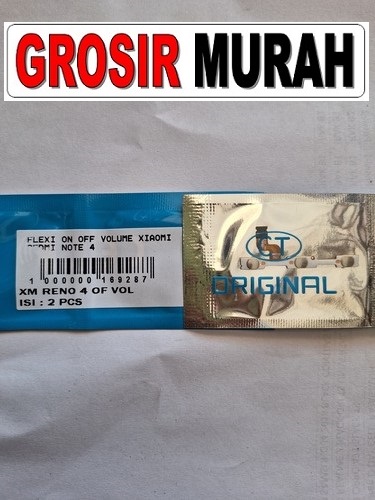 GROSIR MURAH
FLEXI ON OFF VOLUME XIAOMI
NOTE 4
1 000000 169287
XM RENO 4 OF VOL
ISI : 2 PCS
CT
ORIGINAL